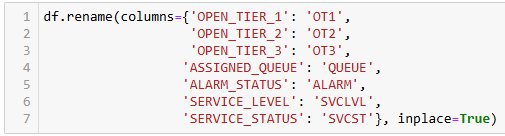 1 df.rename(columns={'OPEN_TIER_1': 'OT1',
2 'OPEN_TIER_2': 'OT2',
3 'OPEN_TIER_3': 'OT3',
4 'ASSIGNED_QUEUE': 'QUEUE',
5 'ALARM_STATUS': 'ALARM',
6 'SERVICE_LEVEL': 'SVCLVL',
7 'SERVICE_STATUS': 'SVCST'}, inplace=True)